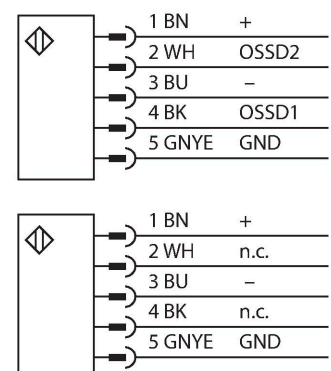 1 BN +
2 WH OSSD2
3 BU –
4 BK OSSD1
5 GNYE GND
1 BN +
2 WH n.c.
3 BU –
4 BK n.c.
5 GNYE GND